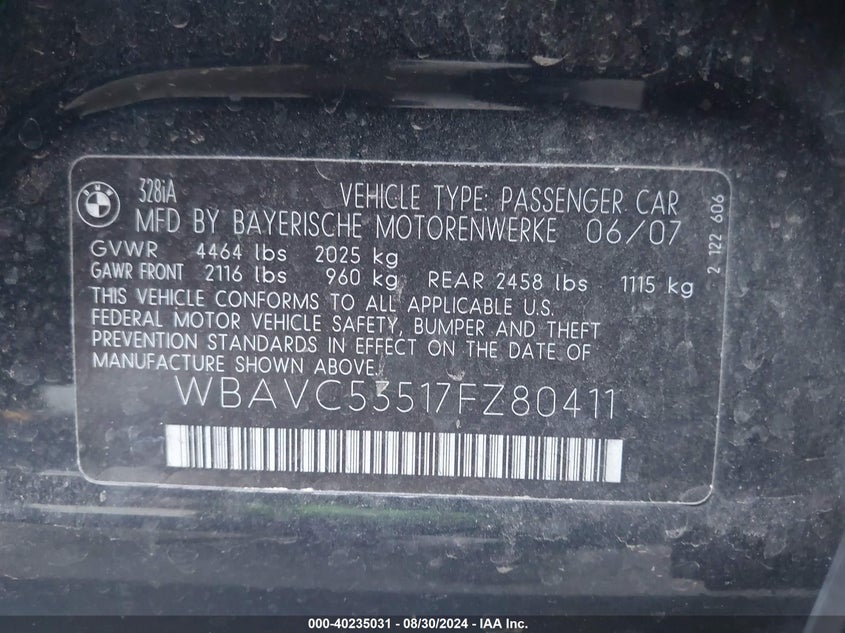 BMW
328iA
VEHICLE TYPE: PASSENGER CAR
MFD BY BAYERISCHE MOTORENWERKE 06/07
GVWR 4464 lbs 2025 kg
GAWR FRONT 2116 lbs 960 kg REAR 2458 lbs 1115 kg
THIS VEHICLE CONFORMS TO ALL APPLICABLE U.S.
FEDERAL MOTOR VEHICLE SAFETY, BUMPER AND THEFT
PREVENTION STANDARDS IN EFFECT ON THE DATE OF
MANUFACTURE SHOWN ABOVE.
WBAVC53517FZ80411
2 122 606
000-40235031 - 08/30/2024 - IAA Inc.